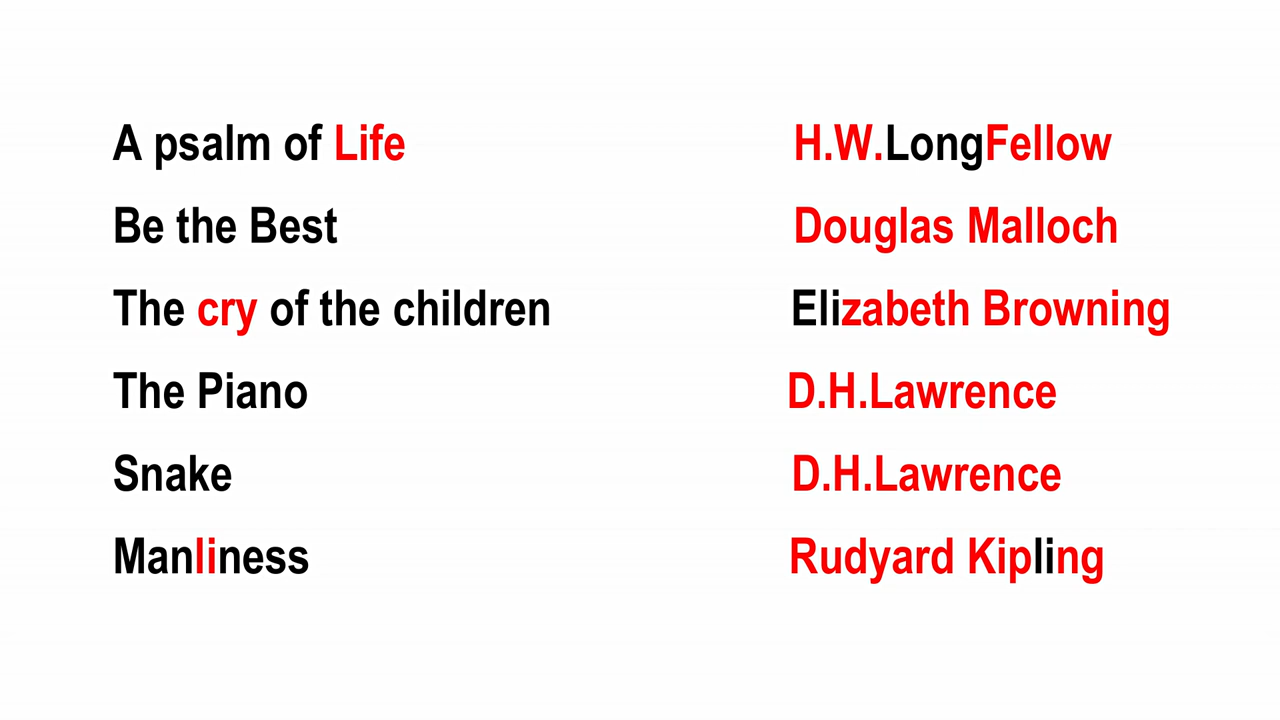 A psalm of Life H.W.LongFellow
Be the Best Douglas Malloch
The cry of the children Elizabeth Browning
The Piano D.H.Lawrence
Snake D.H.Lawrence
Manliness Rudyard Kipling